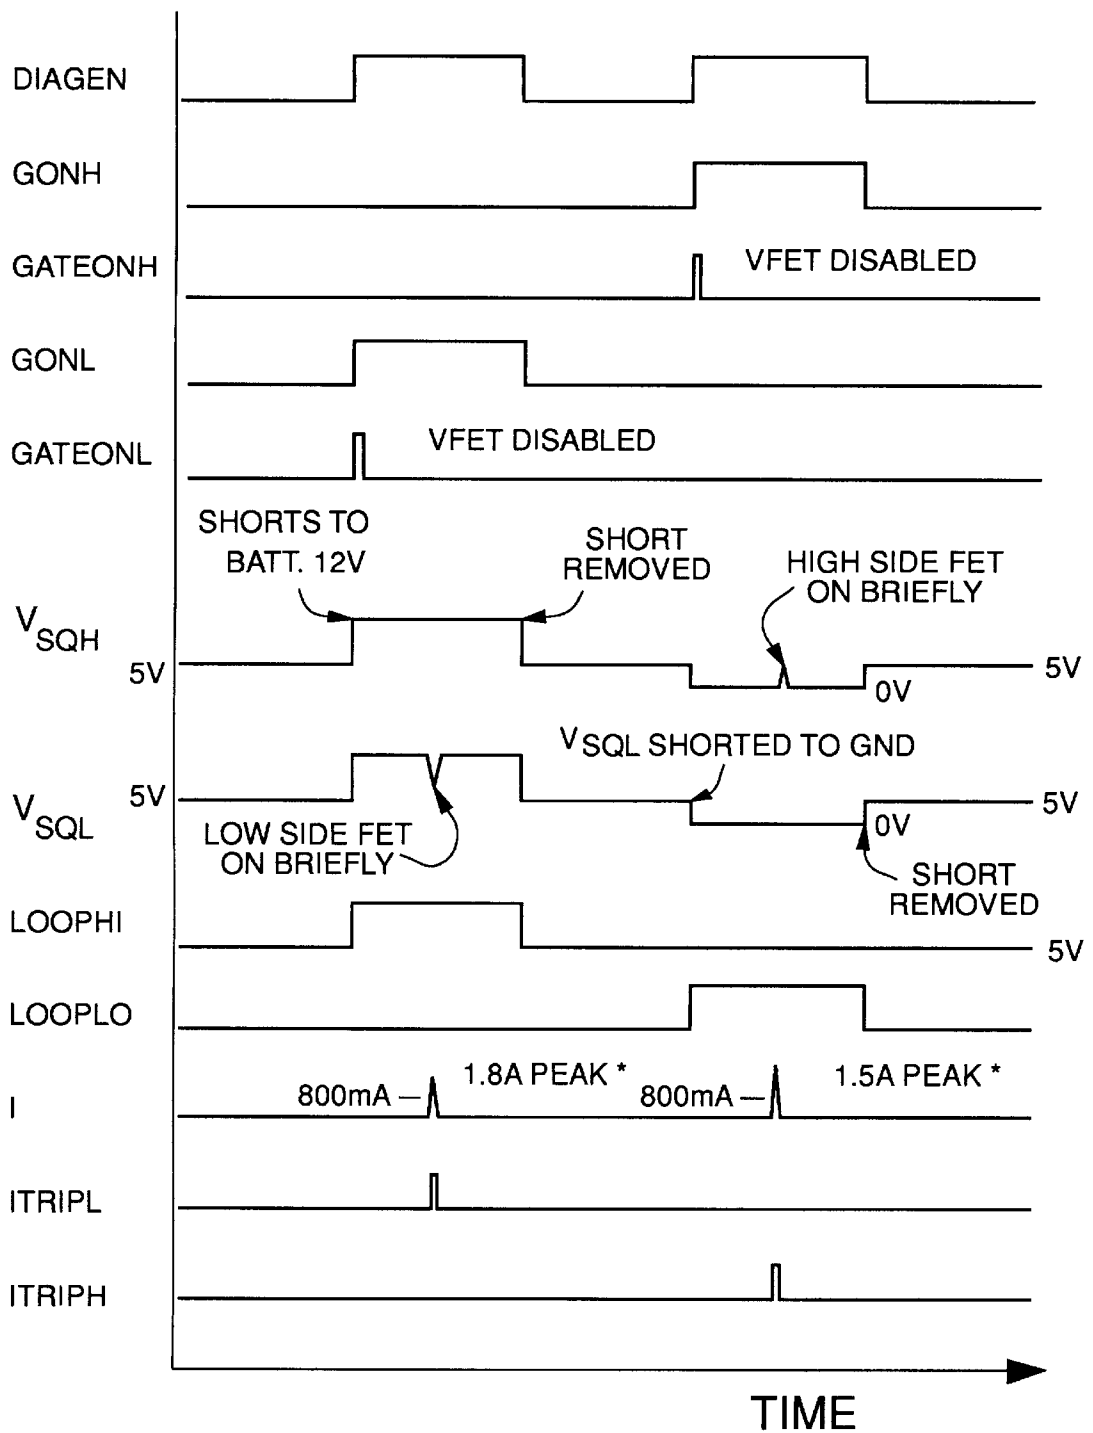 DIAGEN
GONH
GATEONH
VFET DISABLED
GONL
GATEONL
VFET DISABLED
SHORTS TO
BATT. 12V
SHORT
REMOVED
HIGH SIDE FET
ON BRIEFLY
VSQH
5V
5V
0V
VSQL SHORTED TO GND
5V
VSQL
5V
0V
LOW SIDE FET
ON BRIEFLY
SHORT
REMOVED
LOOPHI
5V
LOOPLO
I
800mA
1.8A PEAK *
800mA
1.5A PEAK *
ITRIPL
ITRIPH
TIME